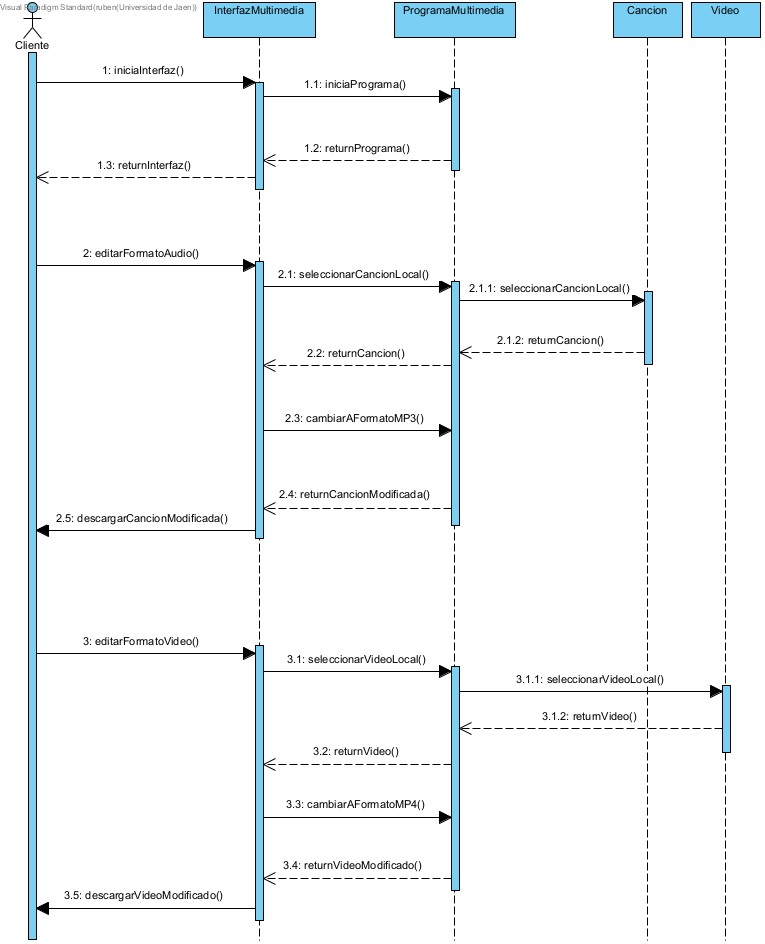 Visual Paradigm Standard(ruben(Universidad de Jaen))
InterfazMultimedia
ProgramaMultimedia
Cancion
Video
Cliente
1: iniciaInterfaz()
1.1: iniciaPrograma()
1.2: returnPrograma()
1.3: returnInterfaz()
2: editarFormatoAudio()
2.1: seleccionarCancionLocal()
2.1.1: seleccionarCancionLocal()
2.1.2: returnCancion()
2.2: returnCancion()
2.3: cambiarAFormatoMP3()
2.4: returnCancionModificada()
2.5: descargarCancionModificada()
3: editarFormatoVideo()
3.1: seleccionarVideoLocal()
3.1.1: seleccionarVideoLocal()
3.1.2: returnVideo()
3.2: returnVideo()
3.3: cambiarAFormatoMP4()
3.4: returnVideoModificado()
3.5: descargarVideoModificado()